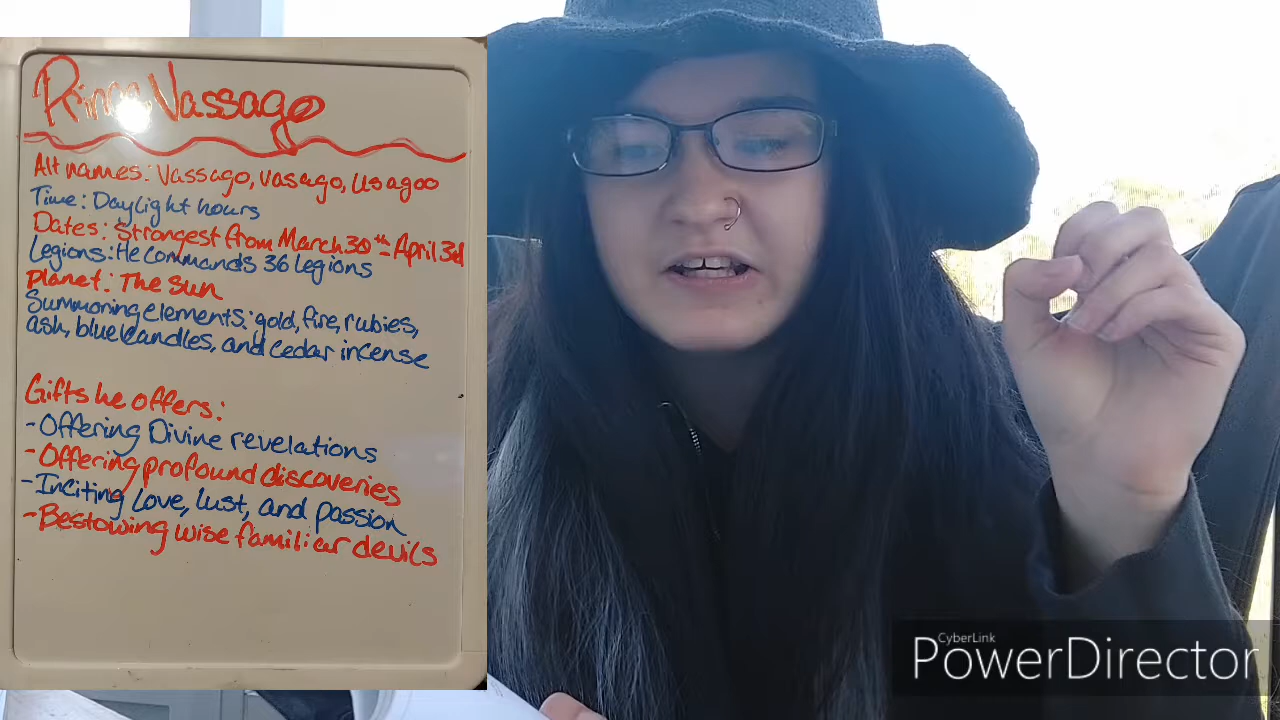 Prince Vassago
Alt names: Vassago, Vasago, Usagoo
Time: Daylight hours
Dates: Strongest from March 30th - April 3rd
Legions: He commands 36 legions
Planet: The Sun
Summoning elements: gold, fire, rubies,
ash, blue candles, and cedar incense
Gifts he offers:
- Offering Divine revelations
- Offering profound discoveries
- Inciting Love, lust, and passion
- Bestowing wise familiar devils
CyberLink
PowerDirector